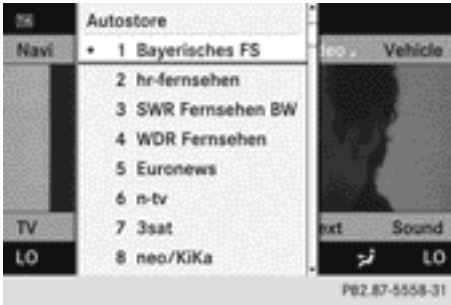 Autostore
Navi
• 1 Bayerisches FS
Vehicle
2 hr-fernsehen
3 SWR Fernsehen BW
4 WDR Fernsehen
5 Euronews
6 n-tv
TV
7 3sat
ext
Sound
LO
8 neo/KiKa
LO
P82.87-5558-31